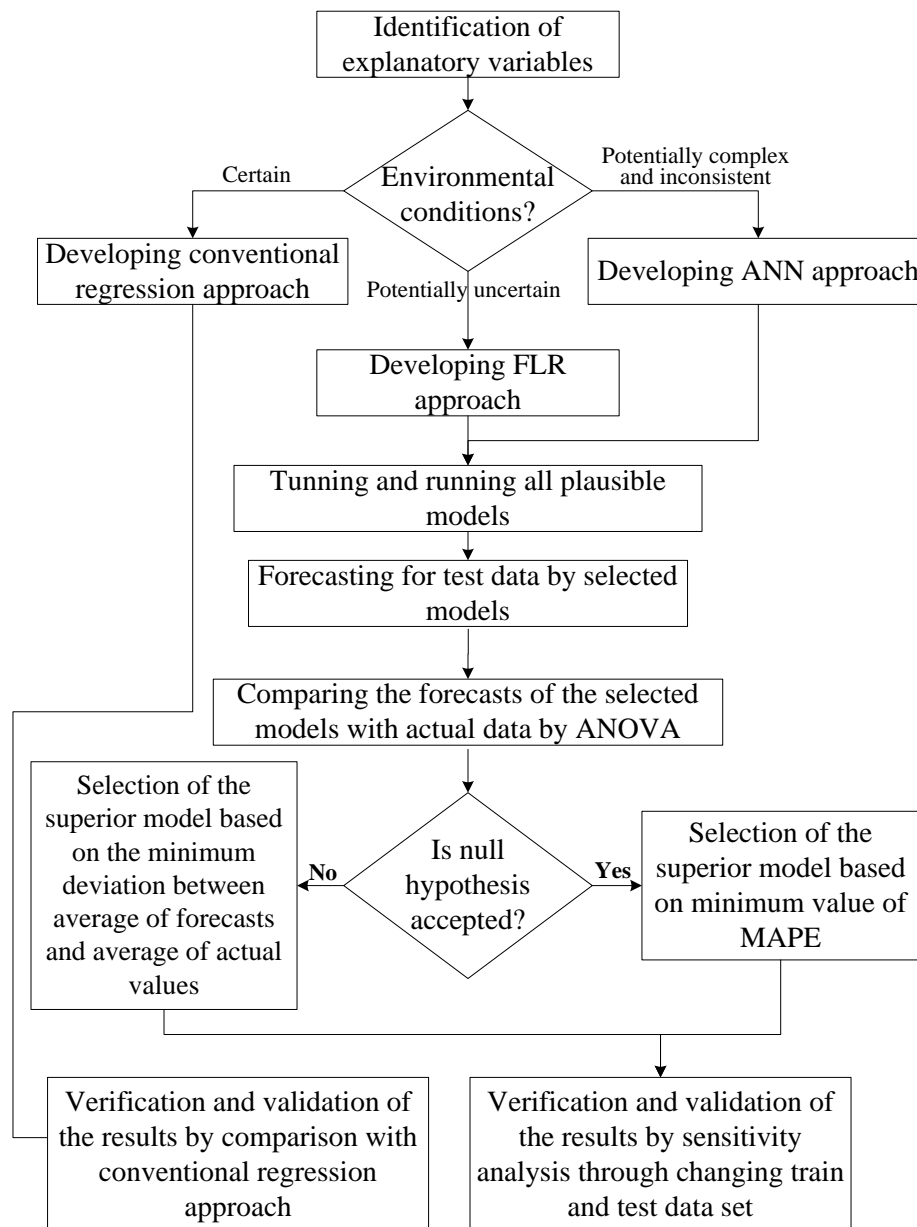 Identification of
explanatory variables
Potentially complex
and inconsistent
Certain
Environmental
conditions?
Developing conventional
regression approach
Developing ANN approach
Potentially uncertain
Developing FLR
approach
Tunning and running all plausible
models
Forecasting for test data by selected
models
Comparing the forecasts of the selected
models with actual data by ANOVA
Selection of the
superior model based
on the minimum
deviation between
average of forecasts
and average of actual
values
No
Is null
hypothesis
accepted?
Yes
Selection of the
superior model based
on minimum value of
MAPE
Verification and validation of
the results by comparison with
conventional regression
approach
Verification and validation of
the results by sensitivity
analysis through changing train
and test data set